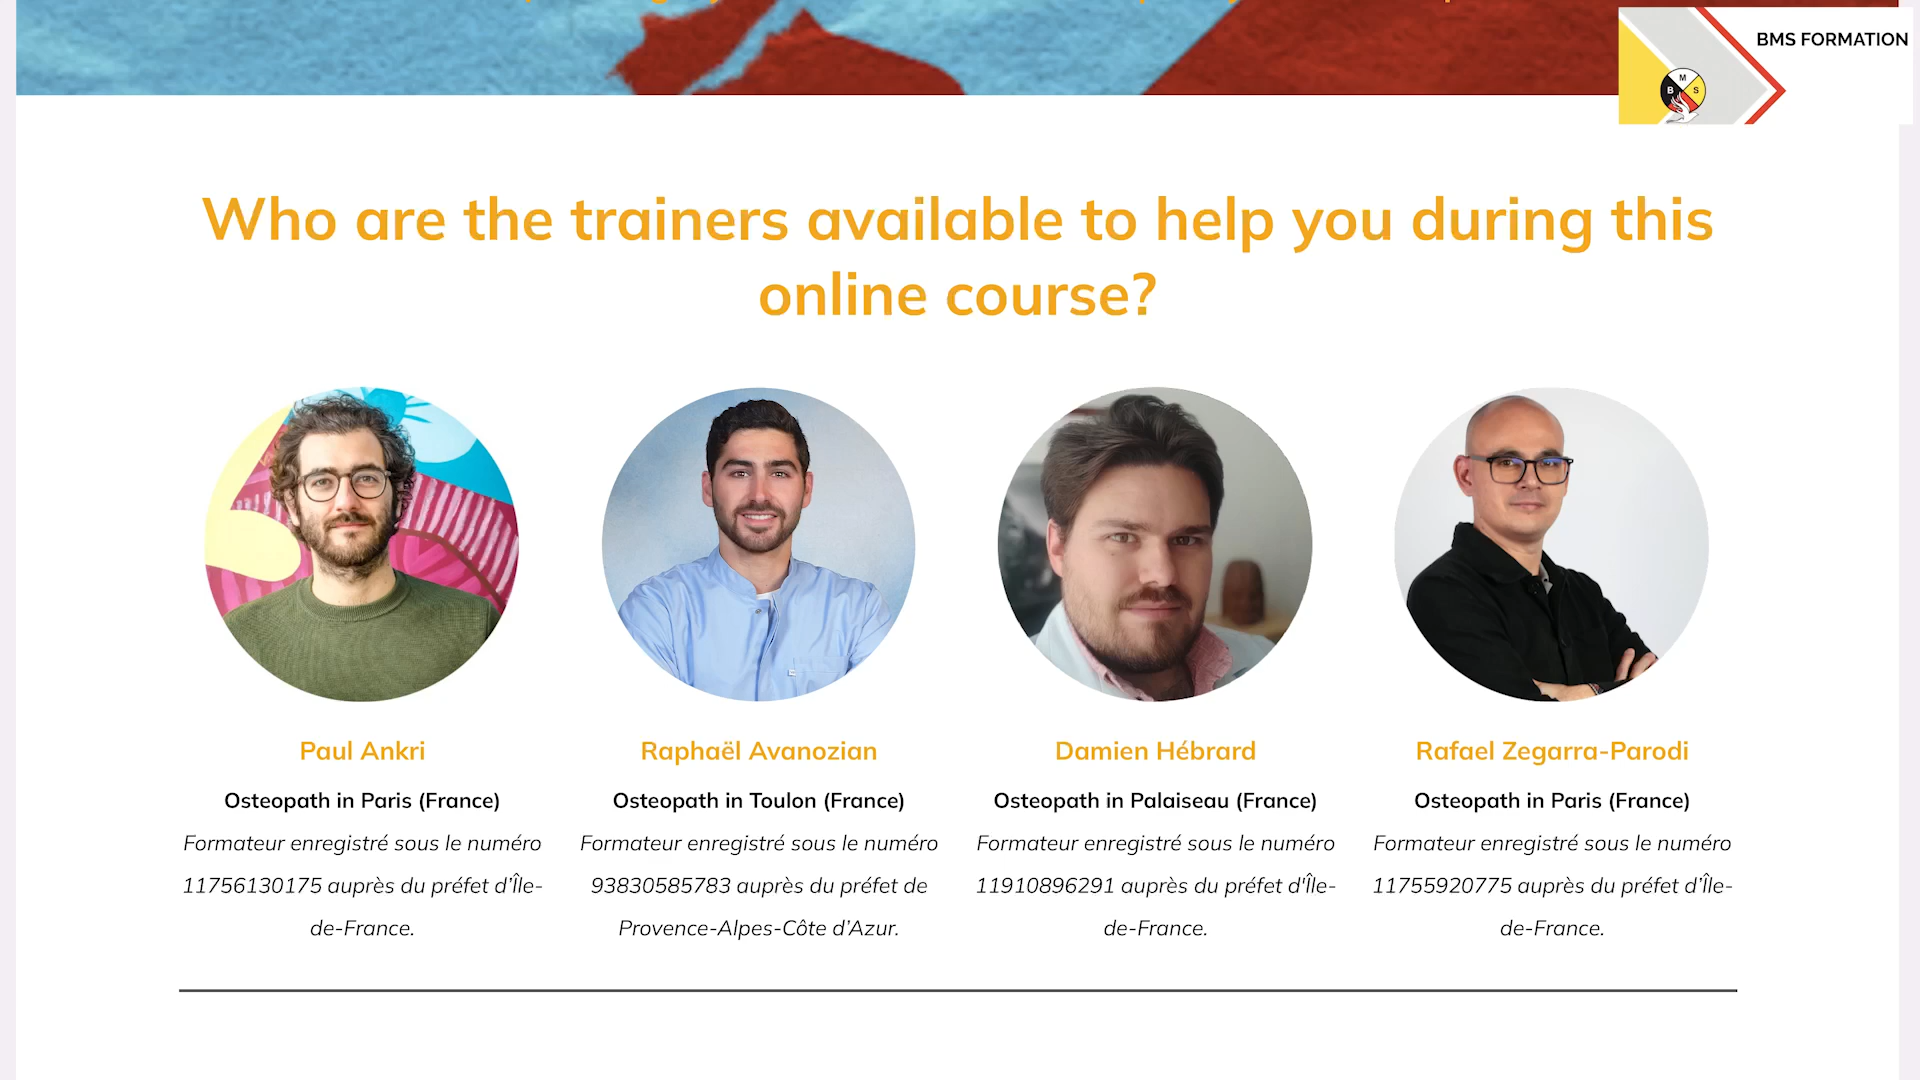 BMS FORMATION
M
B S
Who are the trainers available to help you during this
online course?
Paul Ankri
Osteopath in Paris (France)
Formateur enregistré sous le numéro
11756130175 auprès du préfet d’Île-
de-France.
Raphaël Avanozian
Osteopath in Toulon (France)
Formateur enregistré sous le numéro
93830585783 auprès du préfet de
Provence-Alpes-Côte d’Azur.
Damien Hébrard
Osteopath in Palaiseau (France)
Formateur enregistré sous le numéro
11910896291 auprès du préfet d'Île-
de-France.
Rafael Zegarra-Parodi
Osteopath in Paris (France)
Formateur enregistré sous le numéro
11755920775 auprès du préfet d’Île-
de-France.